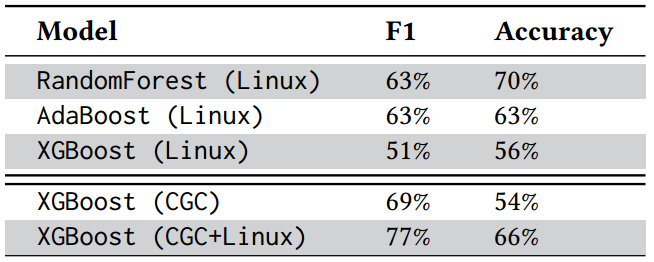 Model F1 Accuracy
RandomForest (Linux) 63% 70%
AdaBoost (Linux) 63% 63%
XGBoost (Linux) 51% 56%
XGBoost (CGC) 69% 54%
XGBoost (CGC+Linux) 77% 66%